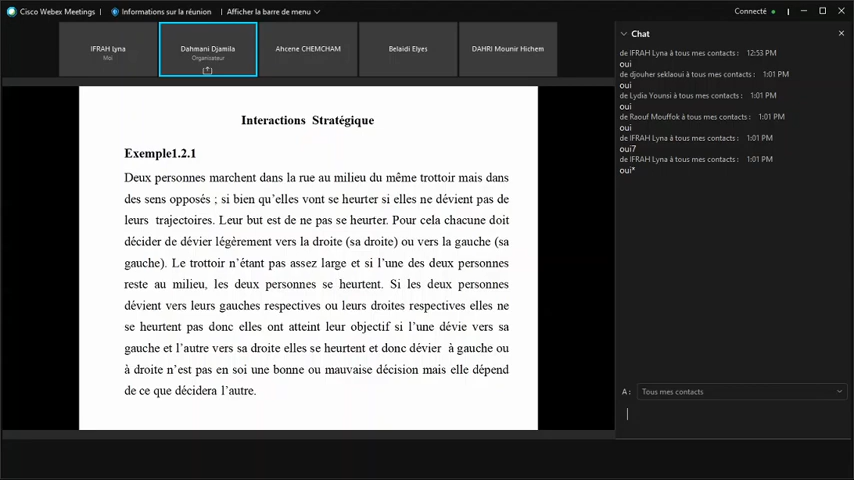 Cisco Webex Meetings
Informations sur la réunion
Afficher la barre de menu
Connecté
IFRAH Lyna
Moi
Dahmani Djamila
Organisateur
Ahcene CHEMCHAM
Belaidi Elyes
DAHRI Mounir Hichem
Interactions Stratégique
Exemple1.2.1
Deux personnes marchent dans la rue au milieu du même trottoir mais dans
des sens opposés ; si bien qu'elles vont se heurter si elles ne dévient pas de
leurs trajectoires. Leur but est de ne pas se heurter. Pour cela chacune doit
décider de dévier légèrement vers la droite (sa droite) ou vers la gauche (sa
gauche). Le trottoir n'étant pas assez large et si l'une des deux personnes
reste au milieu, les deux personnes se heurtent. Si les deux personnes
dévient vers leurs gauches respectives ou leurs droites respectives elles ne
se heurtent pas donc elles ont atteint leur objectif si l'une dévie vers sa
gauche et l'autre vers sa droite elles se heurtent et donc dévier à gauche ou
à droite n'est pas en soi une bonne ou mauvaise décision mais elle dépend
de ce que décidera l'autre.
Chat
de IFRAH Lyna à tous mes contacts : 12:53 PM
oui
de djouher seklaoui à tous mes contacts : 1:01 PM
oui
de Lydia Younsi à tous mes contacts : 1:01 PM
oui
de Raouf Mouffok à tous mes contacts : 1:01 PM
oui
de IFRAH Lyna à tous mes contacts : 1:01 PM
oui7
de IFRAH Lyna à tous mes contacts : 1:01 PM
oui*
A : Tous mes contacts